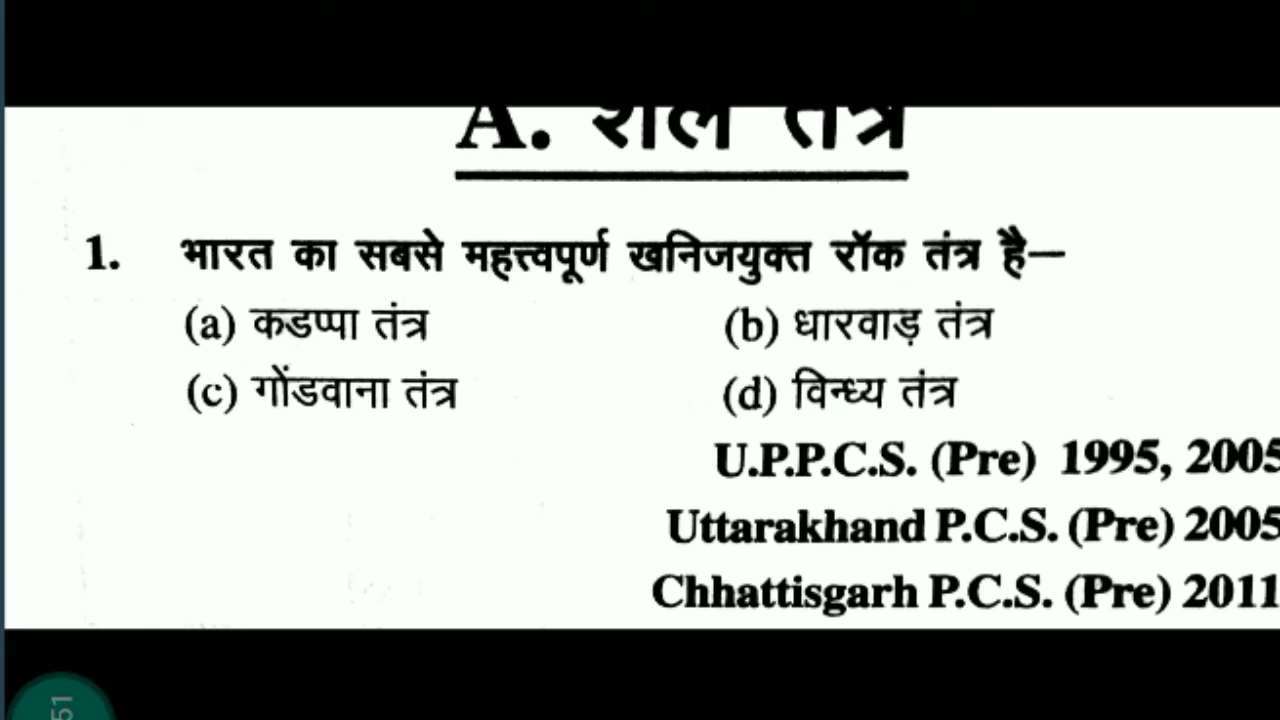 A. शैल तंत्र
1. भारत का सबसे महत्त्वपूर्ण खनिजयुक्त रॉक तंत्र है—
(a) कडप्पा तंत्र (b) धारवाड़ तंत्र
(c) गोंडवाना तंत्र (d) विन्ध्य तंत्र
U.P.P.C.S. (Pre) 1995, 2005
Uttarakhand P.C.S. (Pre) 2005
Chhattisgarh P.C.S. (Pre) 2011
51